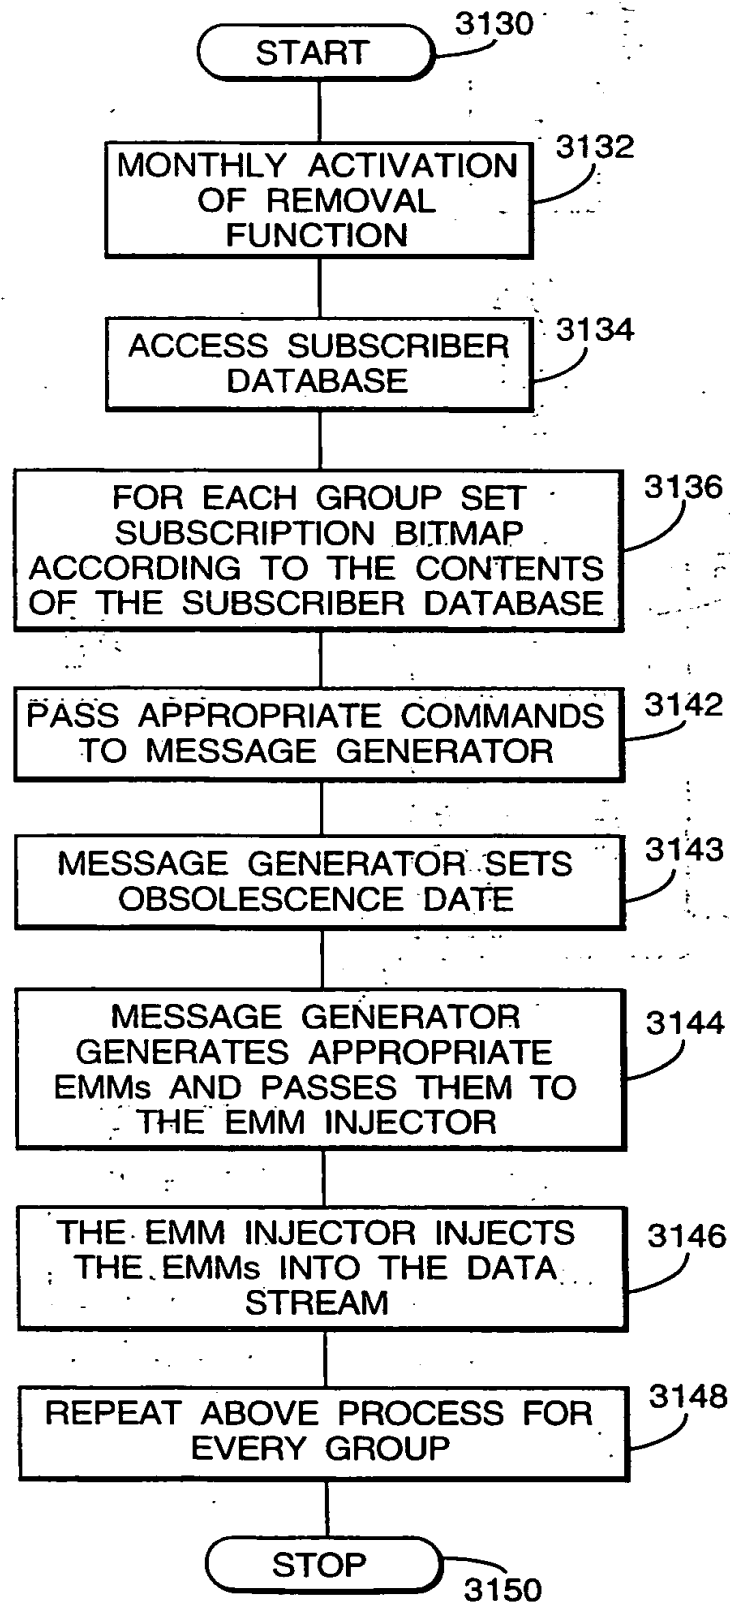 START
3130
MONTHLY ACTIVATION
OF REMOVAL
FUNCTION
3132
ACCESS SUBSCRIBER
DATABASE
3134
FOR EACH GROUP SET
SUBSCRIPTION BITMAP
ACCORDING TO THE CONTENTS
OF THE SUBSCRIBER DATABASE
3136
PASS APPROPRIATE COMMANDS
TO MESSAGE GENERATOR
3142
MESSAGE GENERATOR SETS
OBSOLESCENCE DATE
3143
MESSAGE GENERATOR
GENERATES APPROPRIATE
EMMs AND PASSES THEM TO
THE EMM INJECTOR
3144
THE EMM INJECTOR INJECTS
THE EMMs INTO THE DATA
STREAM
3146
REPEAT ABOVE PROCESS FOR
EVERY GROUP
3148
STOP
3150